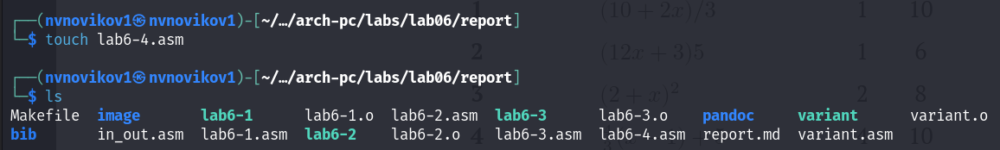 ┌──(nvnovikov1㉿nvnovikov1)-[~/…/arch-pc/labs/lab06/report]
└─$ touch lab6-4.asm
┌──(nvnovikov1㉿nvnovikov1)-[~/…/arch-pc/labs/lab06/report]
└─$ ls
Makefile image lab6-1 lab6-1.o lab6-2.asm lab6-3 lab6-3.o pandoc variant variant.o
bib in_out.asm lab6-1.asm lab6-2 lab6-2.o lab6-3.asm lab6-4.asm report.md variant.asm
1 (10 + 2x)/3 1 10
2 (12x + 3)5 1 6
3 (2 + x)² 2 8
4 10